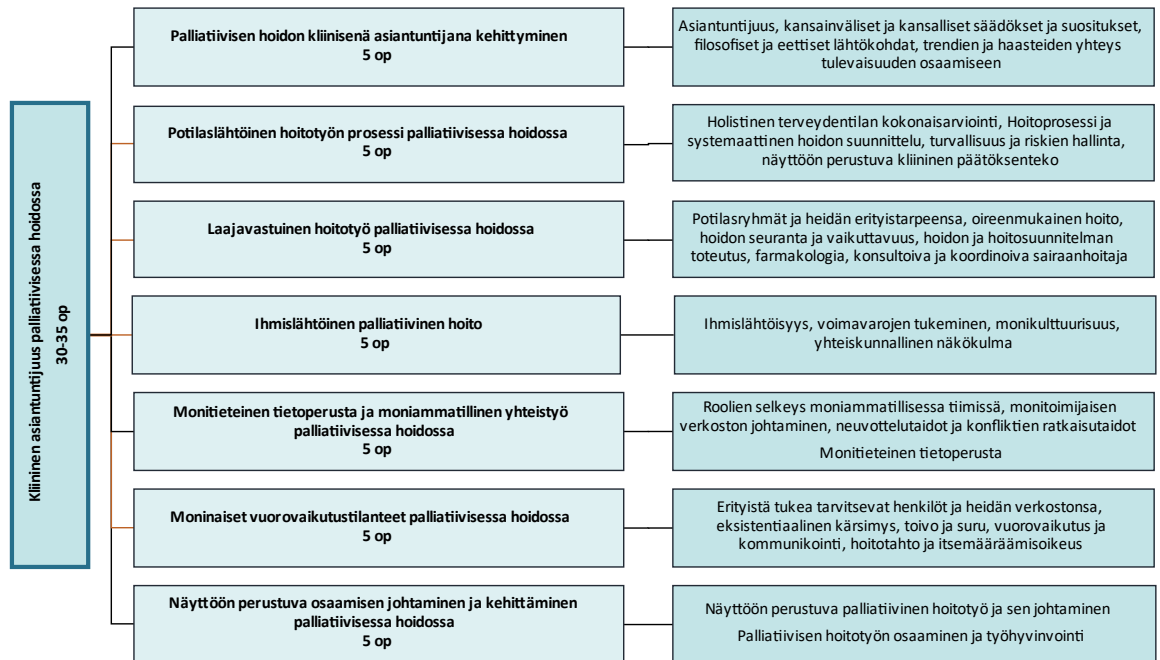 Kliininen asiantuntijuus palliatiivisessa hoidossa
30-35 op
Palliatiivisen hoidon kliinisenä asiantuntijana kehittyminen
5 op
Asiantuntijuus, kansainväliset ja kansalliset säädökset ja suositukset,
filosofiset ja eettiset lähtökohdat, trendien ja haasteiden yhteys
tulevaisuuden osaamiseen
Potilaslähtöinen hoitotyön prosessi palliatiivisessa hoidossa
5 op
Holistinen terveydentilan kokonaisarviointi, Hoitoprosessi ja
systemaattinen hoidon suunnittelu, turvallisuus ja riskien hallinta,
näyttöön perustuva kliininen päätöksenteko
Laajavastuinen hoitotyö palliatiivisessa hoidossa
5 op
Potilasryhmät ja heidän erityistarpeensa, oireenmukainen hoito,
hoidon seuranta ja vaikuttavuus, hoidon ja hoitosuunnitelman
toteutus, farmakologia, konsultoiva ja koordinoiva sairaanhoitaja
Ihmislähtöinen palliatiivinen hoito
5 op
Ihmislähtöisyys, voimavarojen tukeminen, monikulttuurisuus,
yhteiskunnallinen näkökulma
Monitieteinen tietoperusta ja moniammatillinen yhteistyö
palliatiivisessa hoidossa
5 op
Roolien selkeys moniammatillisessa tiimissä, monitoimijaisen
verkoston johtaminen, neuvottelutaidot ja konfliktien ratkaisutaidot
Monitieteinen tietoperusta
Moninaiset vuorovaikutustilanteet palliatiivisessa hoidossa
5 op
Erityistä tukea tarvitsevat henkilöt ja heidän verkostonsa,
eksistentiaalinen kärsimys, toivo ja suru, vuorovaikutus ja
kommunikointi, hoitotahto ja itsemääräämisoikeus
Näyttöön perustuva osaamisen johtaminen ja kehittäminen
palliatiivisessa hoidossa
5 op
Näyttöön perustuva palliatiivinen hoitotyö ja sen johtaminen
Palliatiivisen hoitotyön osaaminen ja työhyvinvointi